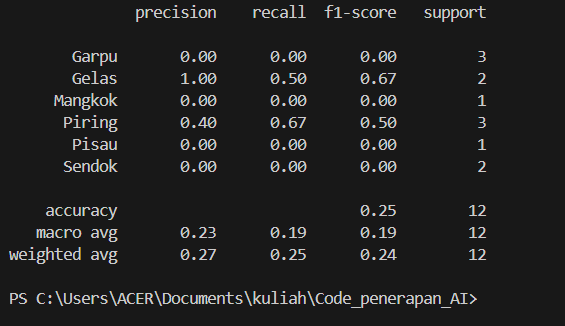 precision recall f1-score support
Garpu 0.00 0.00 0.00 3
Gelas 1.00 0.50 0.67 2
Mangkok 0.00 0.00 0.00 1
Piring 0.40 0.67 0.50 3
Pisau 0.00 0.00 0.00 1
Sendok 0.00 0.00 0.00 2
accuracy 0.25 12
macro avg 0.23 0.19 0.19 12
weighted avg 0.27 0.25 0.24 12
PS C:\Users\ACER\Documents\kuliah\Code_penerapan_AI>